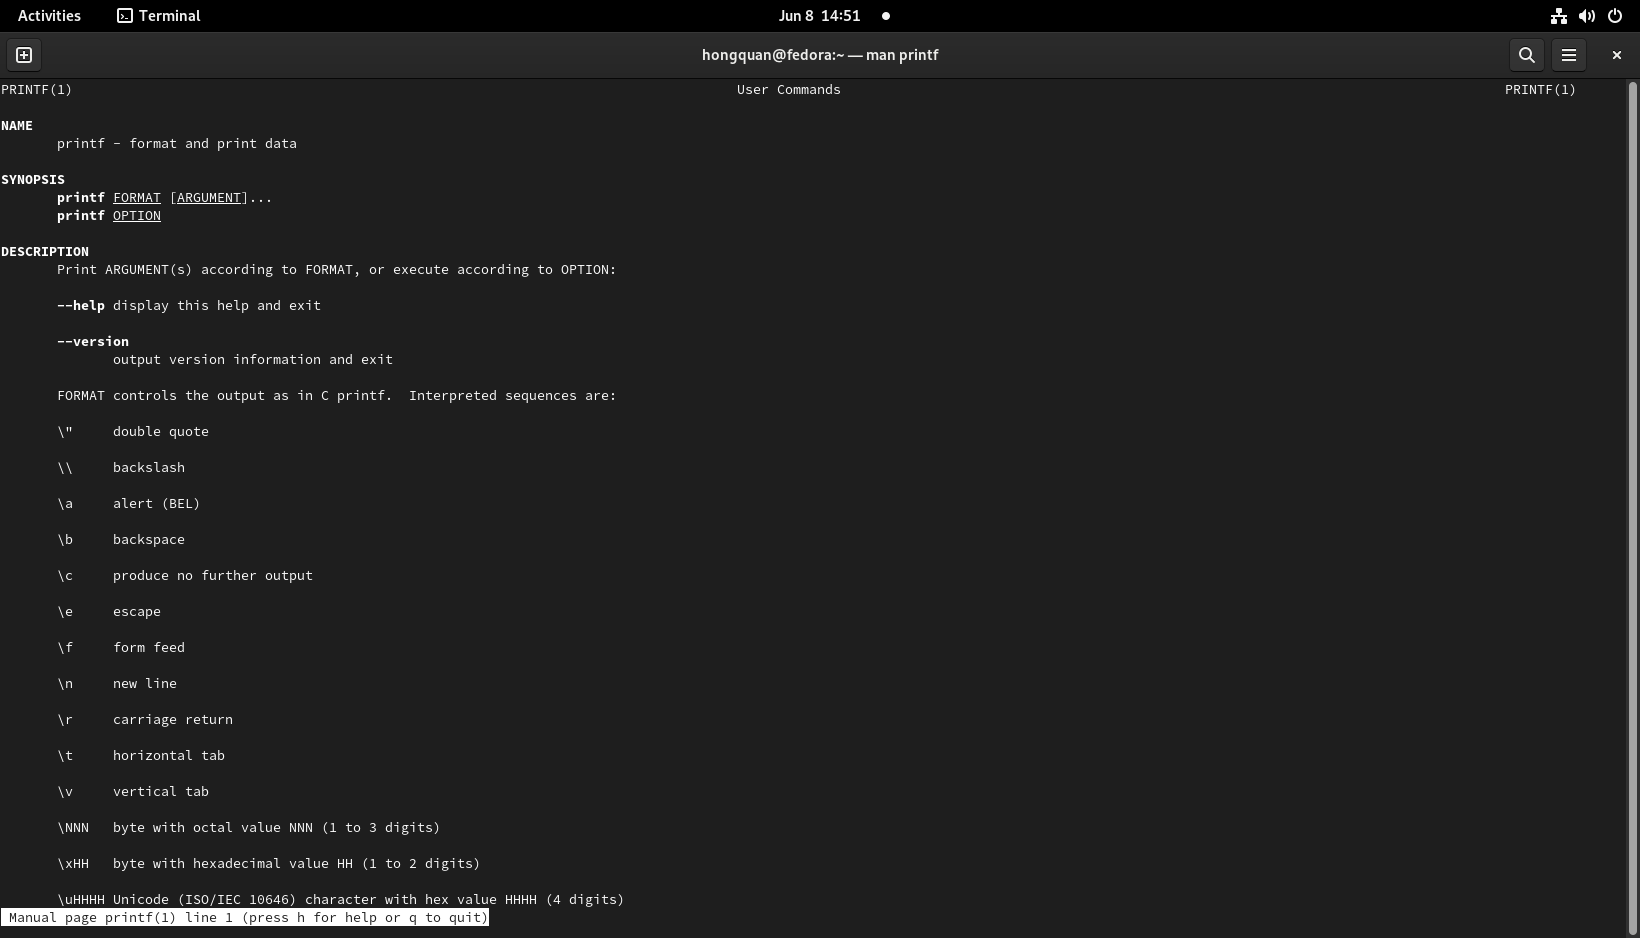 Activities Terminal Jun 8 14:51
hongquan@fedora:~ — man printf
PRINTF(1) User Commands PRINTF(1)
NAME
printf - format and print data
SYNOPSIS
printf FORMAT [ARGUMENT]...
printf OPTION
DESCRIPTION
Print ARGUMENT(s) according to FORMAT, or execute according to OPTION:
--help display this help and exit
--version
output version information and exit
FORMAT controls the output as in C printf.  Interpreted sequences are:
\" double quote
\\ backslash
\a alert (BEL)
\b backspace
\c produce no further output
\e escape
\f form feed
\n new line
\r carriage return
\t horizontal tab
\v vertical tab
\NNN byte with octal value NNN (1 to 3 digits)
\xHH byte with hexadecimal value HH (1 to 2 digits)
\uHHHH Unicode (ISO/IEC 10646) character with hex value HHHH (4 digits)
Manual page printf(1) line 1 (press h for help or q to quit)